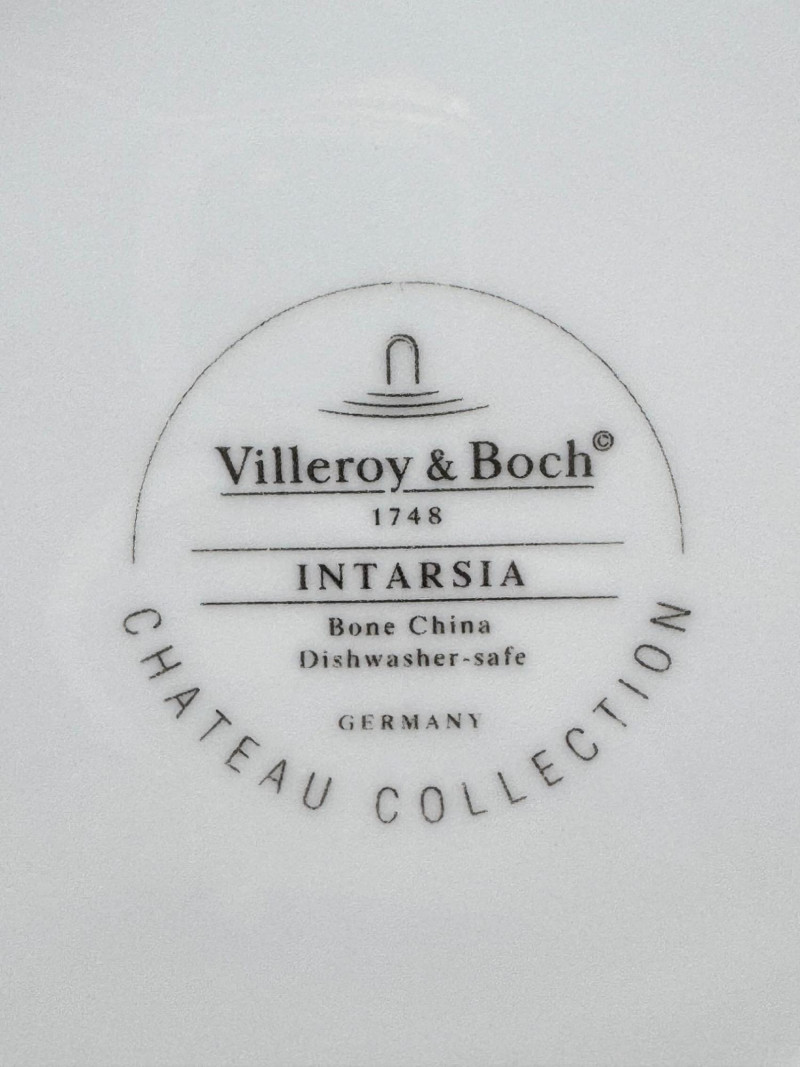 Villeroy & Boch©
1748
INTARSIA
Bone China
Dishwasher-safe
GERMANY
CHATEAU COLLECTION